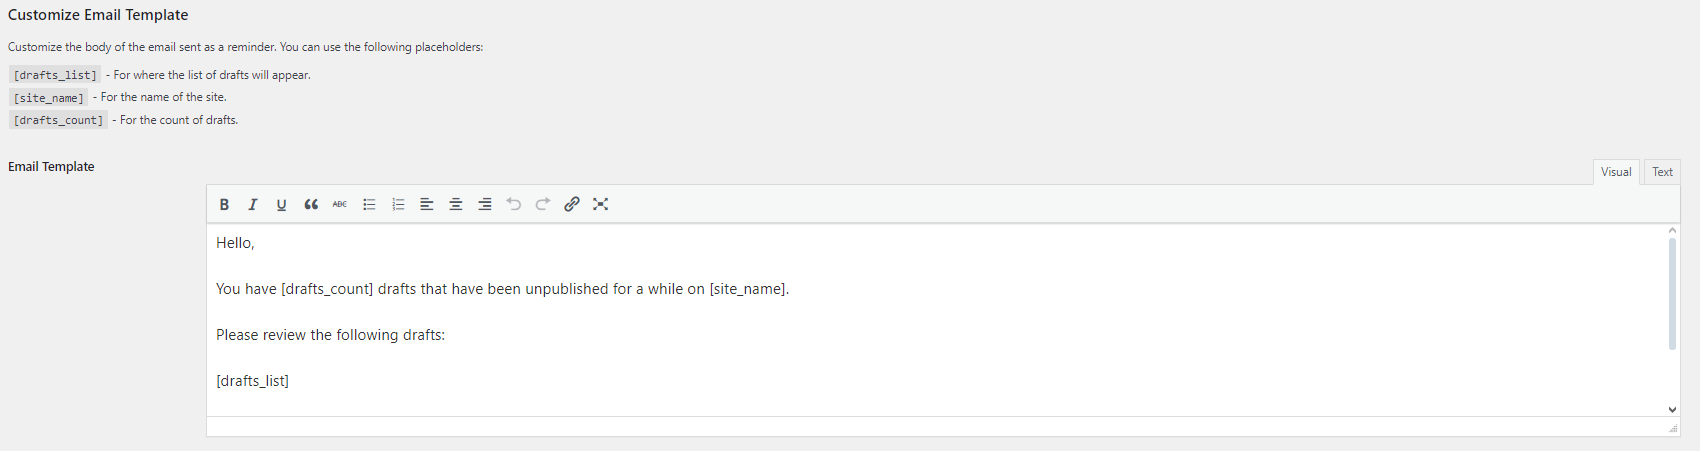 Customize Email Template
Customize the body of the email sent as a reminder. You can use the following placeholders:
[drafts_list] - For where the list of drafts will appear.
[site_name] - For the name of the site.
[drafts_count] - For the count of drafts.
Email Template
Visual Text
B I U ABC
Hello,
You have [drafts_count] drafts that have been unpublished for a while on [site_name].
Please review the following drafts:
[drafts_list]